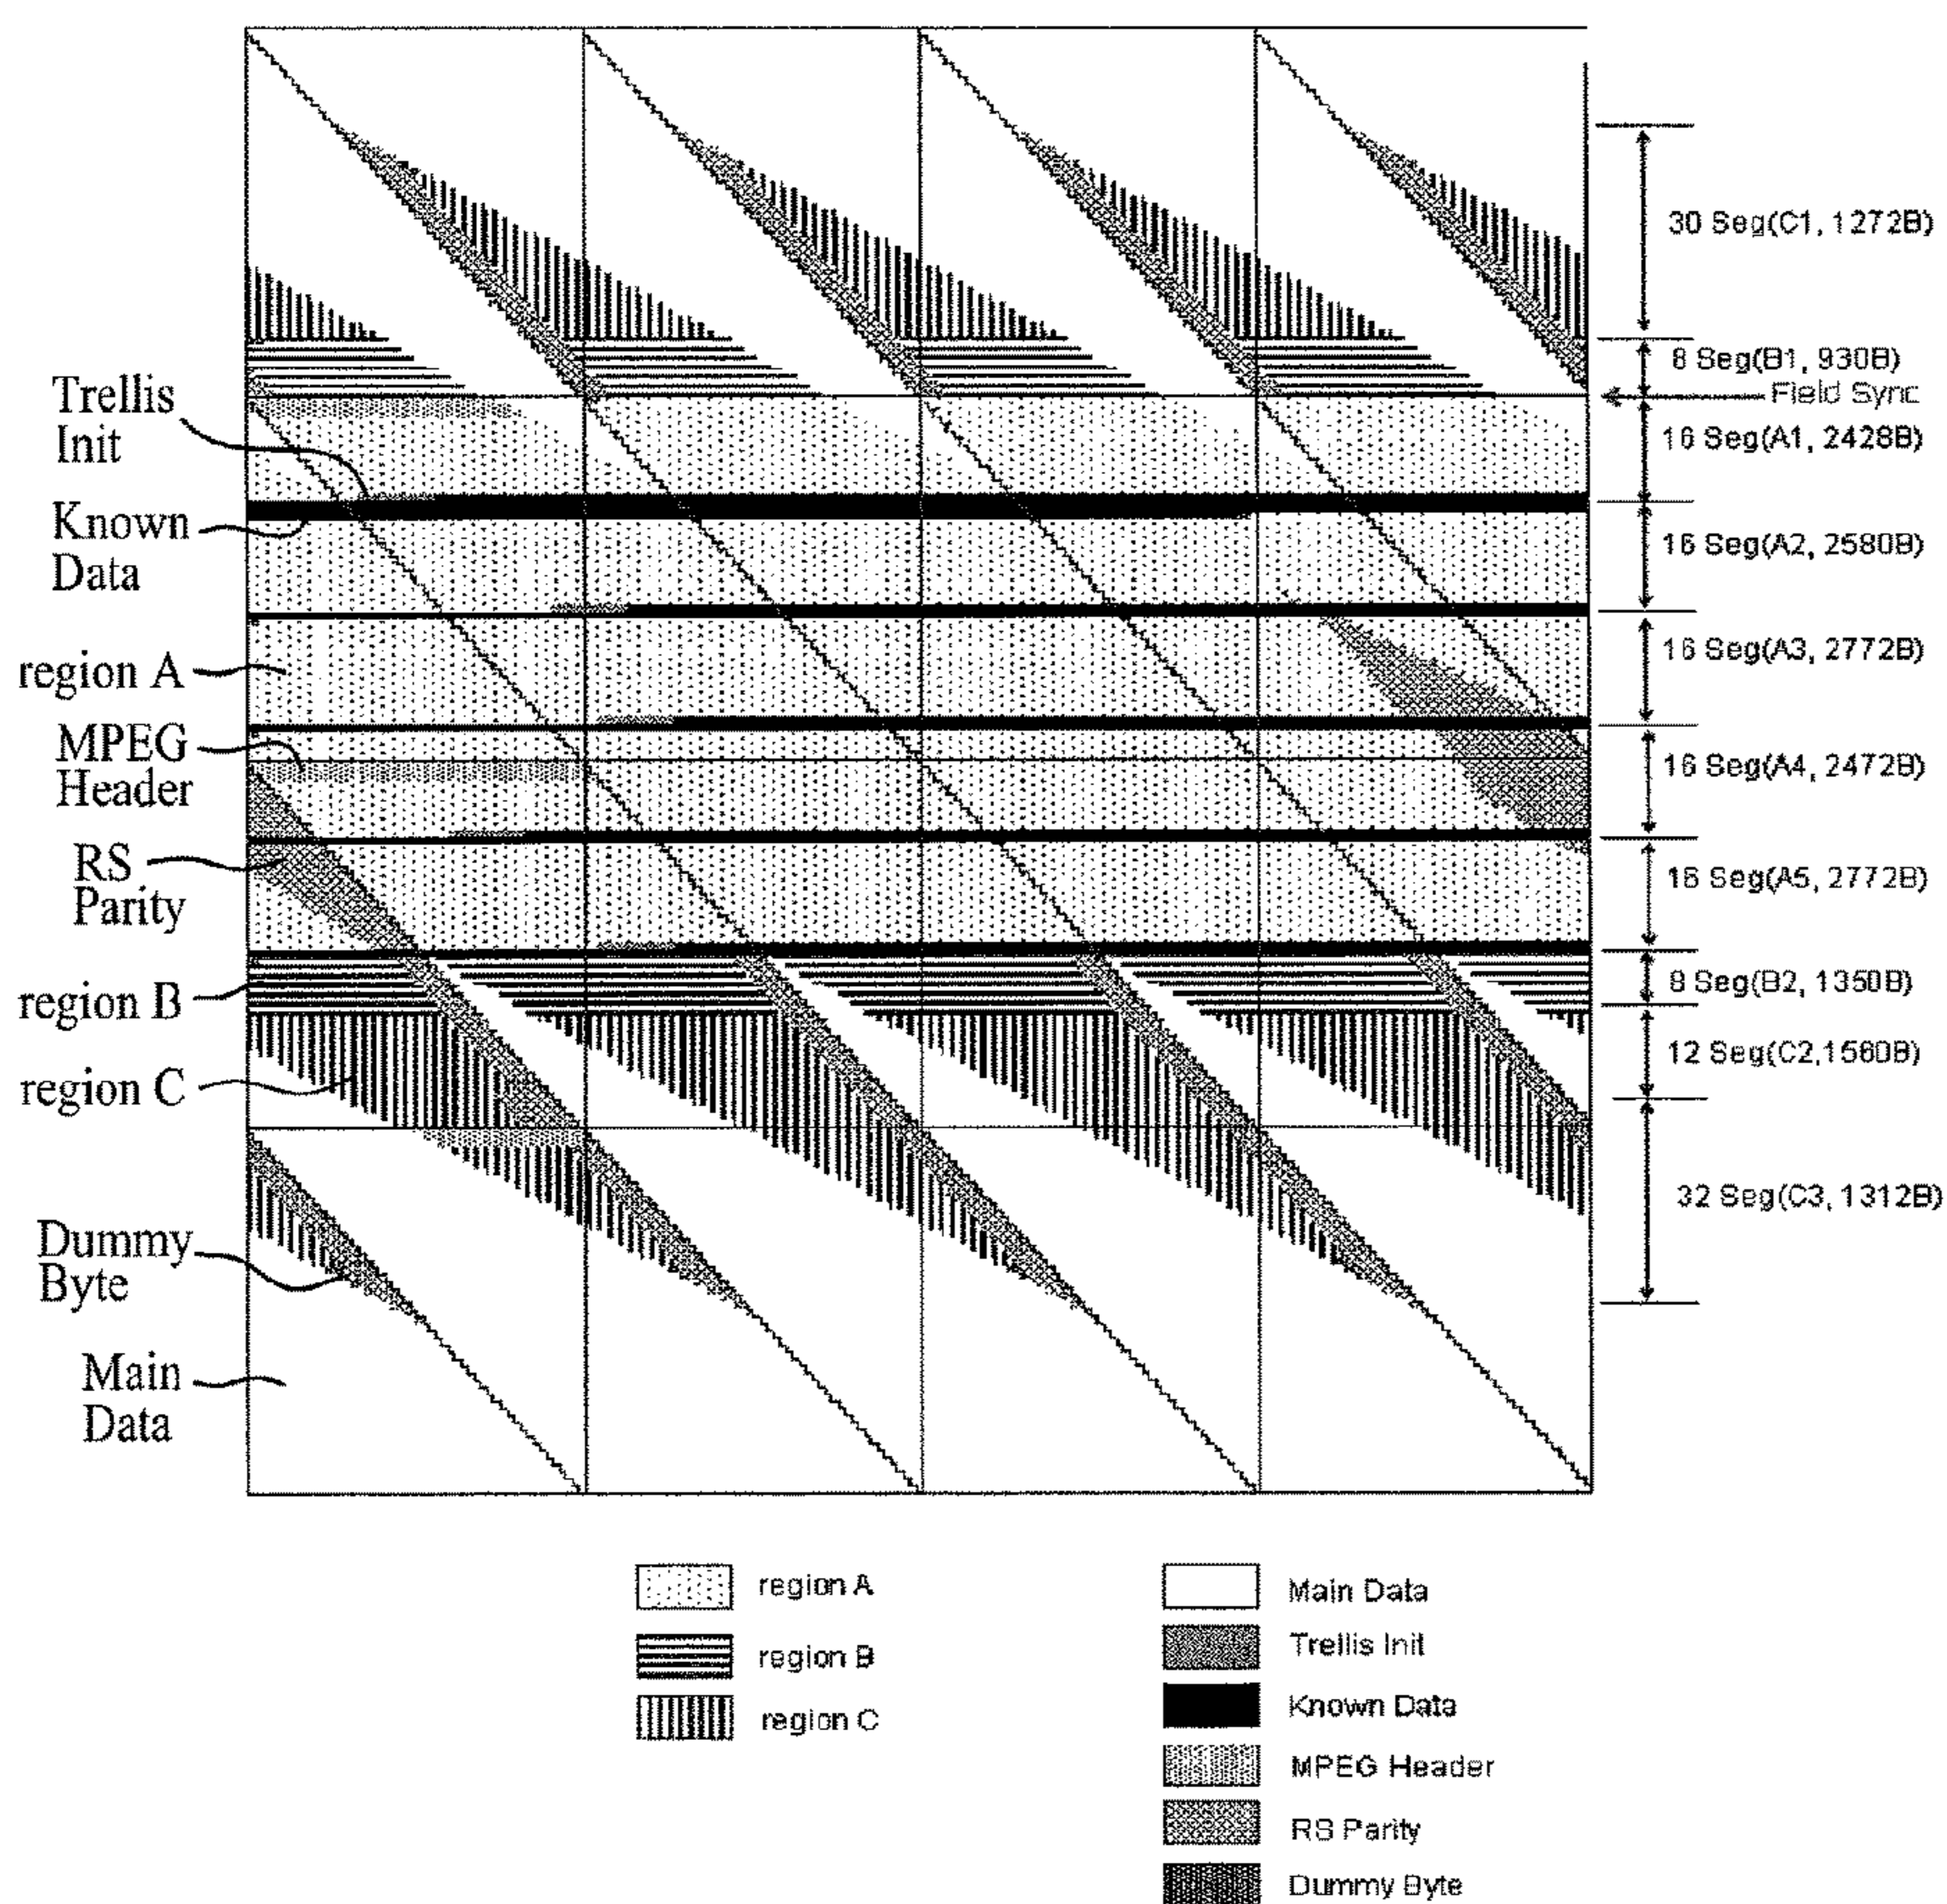 30 Seg(C1, 1272B)
8 Seg(B1, 930B)
Field Sync
16 Seg(A1, 2428B)
16 Seg(A2, 2580B)
16 Seg(A3, 2772B)
16 Seg(A4, 2472B)
16 Seg(A5, 2772B)
8 Seg(B2, 1350B)
12 Seg(C2,1560B)
32 Seg(C3, 1312B)
Trellis
Init
Known
Data
region A
MPEG
Header
RS
Parity
region B
region C
Dummy
Byte
Main
Data
region A
region B
region C
Main Data
Trellis Init
Known Data
MPEG Header
RS Parity
Dummy Byte